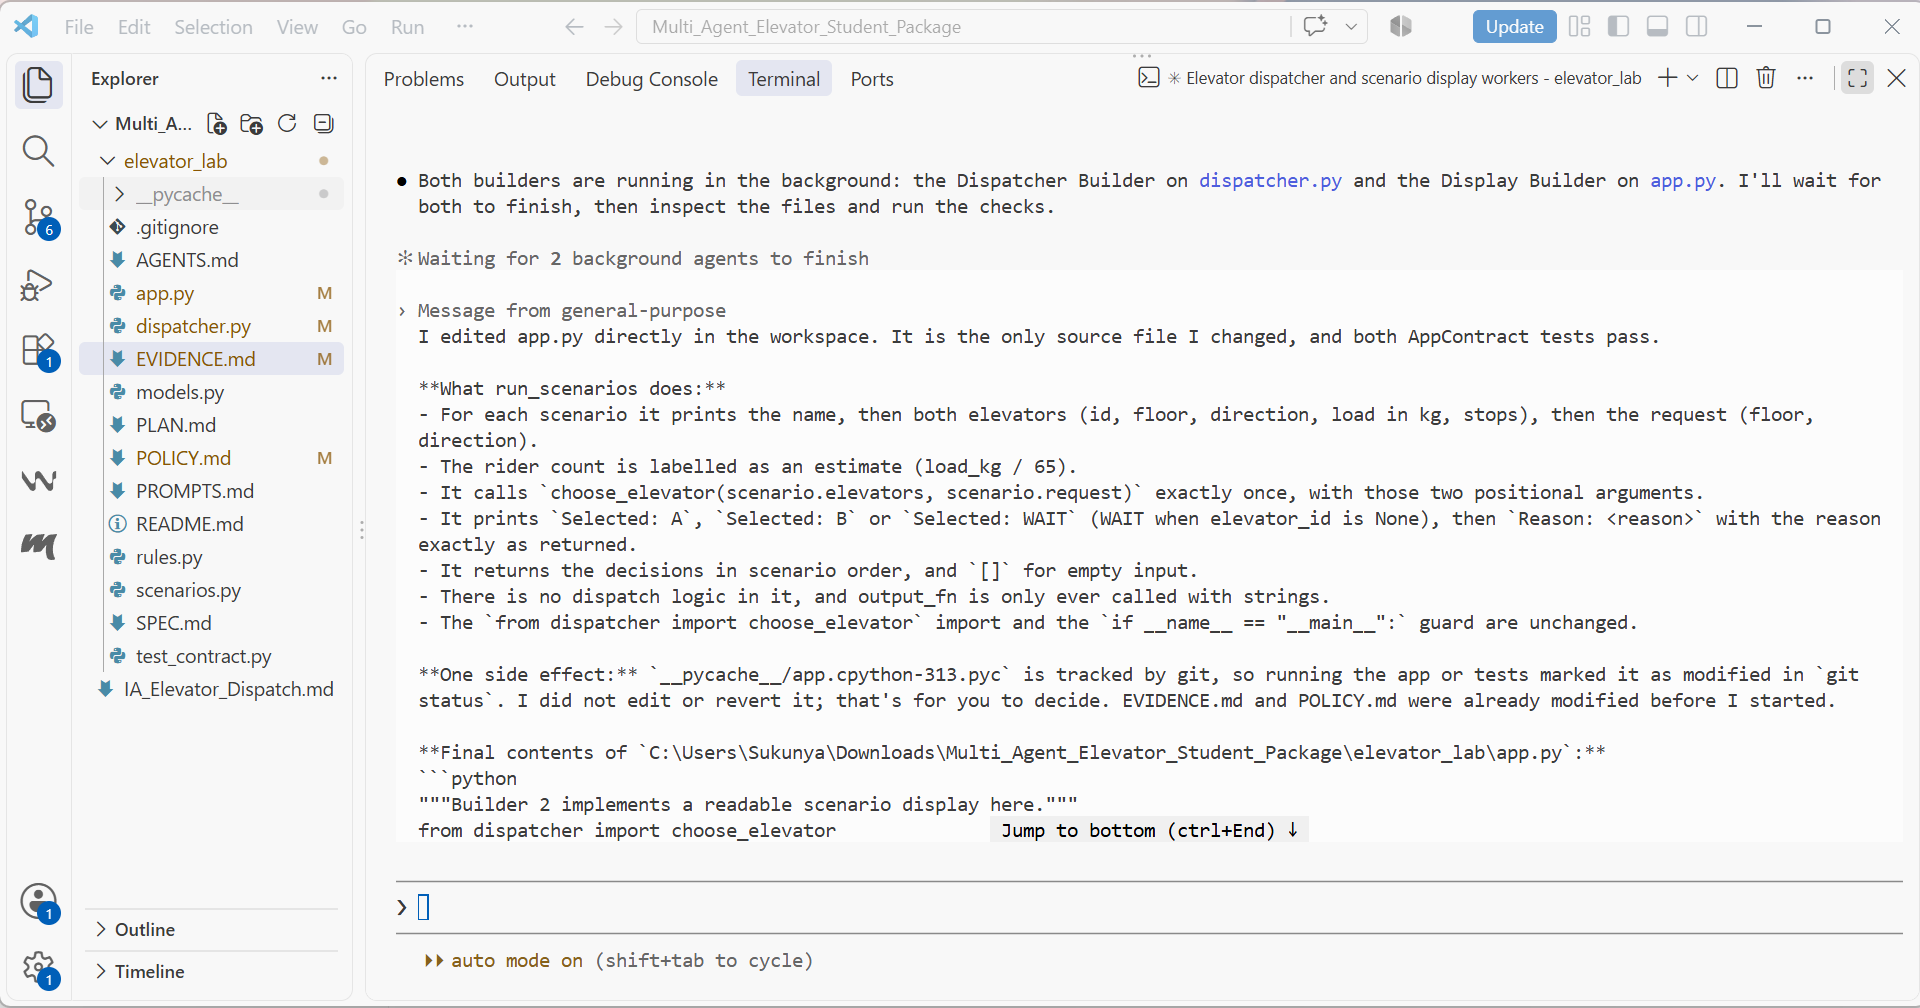 File Edit Selection View Go Run ···
Multi_Agent_Elevator_Student_Package
Update
Explorer
Multi_A...
elevator_lab
__pycache__
.gitignore
AGENTS.md
app.py M
dispatcher.py M
EVIDENCE.md M
models.py
PLAN.md
POLICY.md M
PROMPTS.md
README.md
rules.py
scenarios.py
SPEC.md
test_contract.py
IA_Elevator_Dispatch.md
Outline
Timeline
6
1
1
1
Problems Output Debug Console Terminal Ports
✳ Elevator dispatcher and scenario display workers - elevator_lab
● Both builders are running in the background: the Dispatcher Builder on dispatcher.py and the Display Builder on app.py. I'll wait for
both to finish, then inspect the files and run the checks.
✻ Waiting for 2 background agents to finish
› Message from general-purpose
I edited app.py directly in the workspace. It is the only source file I changed, and both AppContract tests pass.
**What run_scenarios does:**
- For each scenario it prints the name, then both elevators (id, floor, direction, load in kg, stops), then the request (floor,
direction).
- The rider count is labelled as an estimate (load_kg / 65).
- It calls `choose_elevator(scenario.elevators, scenario.request)` exactly once, with those two positional arguments.
- It prints `Selected: A`, `Selected: B` or `Selected: WAIT` (WAIT when elevator_id is None), then `Reason: <reason>` with the reason
exactly as returned.
- It returns the decisions in scenario order, and `[]` for empty input.
- There is no dispatch logic in it, and output_fn is only ever called with strings.
- The `from dispatcher import choose_elevator` import and the `if __name__ == "__main__":` guard are unchanged.
**One side effect:** `__pycache__/app.cpython-313.pyc` is tracked by git, so running the app or tests marked it as modified in `git
status`. I did not edit or revert it; that's for you to decide. EVIDENCE.md and POLICY.md were already modified before I started.
**Final contents of `C:\Users\Sukunya\Downloads\Multi_Agent_Elevator_Student_Package\elevator_lab\app.py`:**
```python
"""Builder 2 implements a readable scenario display here."""
from dispatcher import choose_elevator
Jump to bottom (ctrl+End) ↓
❯
⏵⏵ auto mode on (shift+tab to cycle)